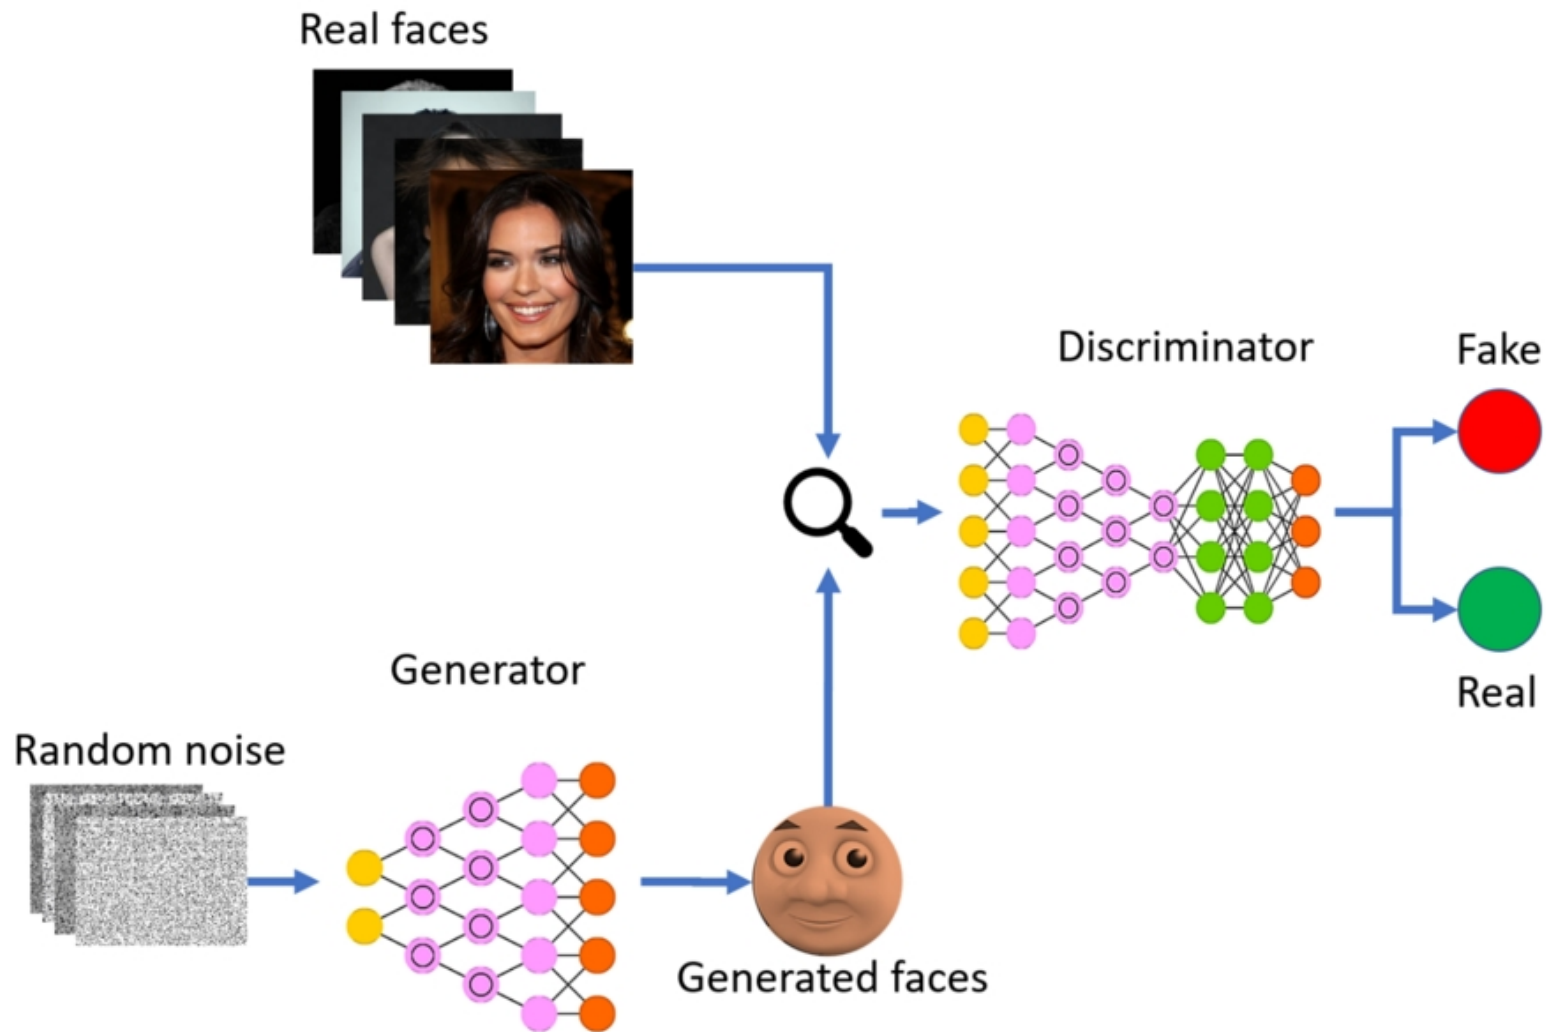 Real faces
Discriminator
Fake
Real
Generator
Random noise
Generated faces